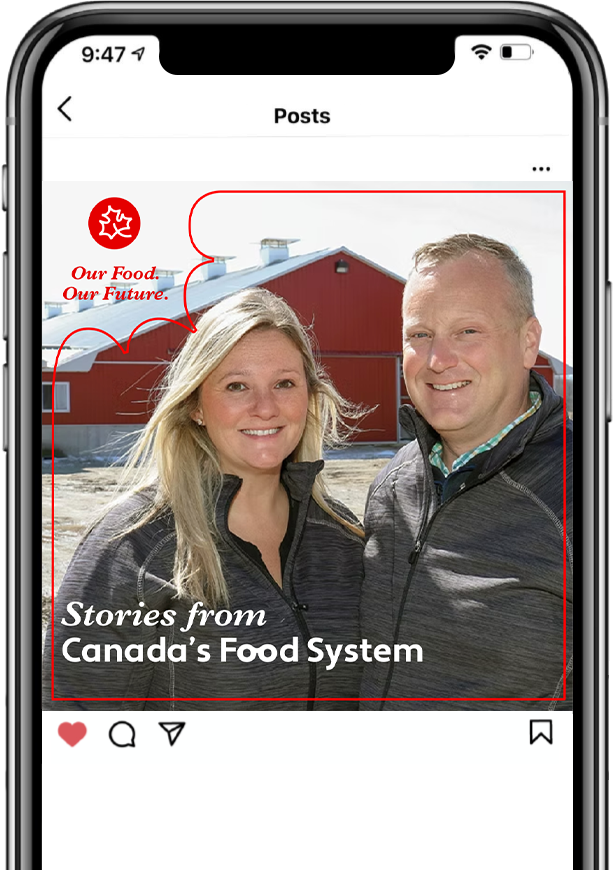 9:47
Posts
Our Food.
Our Future.
Stories from
Canada's Food System